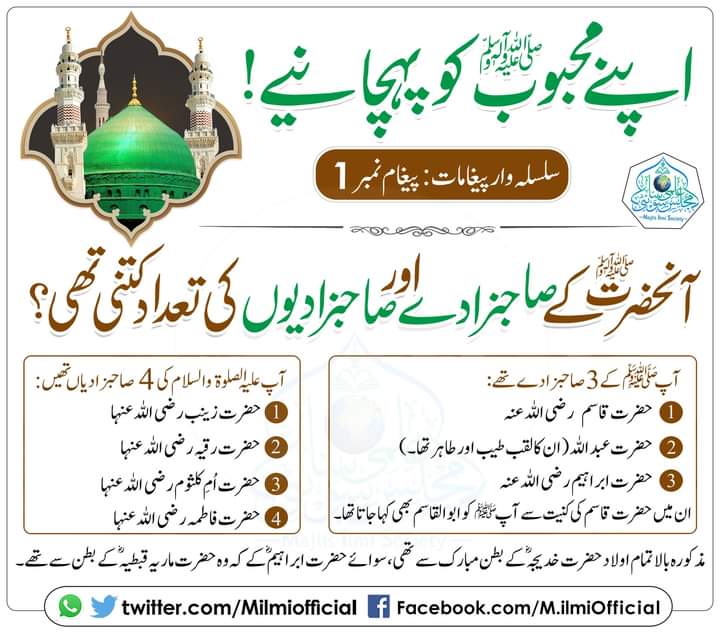 اپنے محبوب ﷺ کو پہچانیے!
سلسلہ وار پیغامات: پیغام نمبر 1
Majlis Ilmi Society
آنحضرت ﷺ کے صاحبزادے اور صاحبزادیوں کی تعداد کتنی تھی؟
آپ ﷺ کے 3 صاحبزادے تھے:
1 حضرت قاسم رضی اللہ عنہ
2 حضرت عبداللہ (ان کا لقب طیب اور طاہر تھا۔)
3 حضرت ابراہیم رضی اللہ عنہ
ان میں حضرت قاسم کی کنیت سے آپ ﷺ کو ابوالقاسم بھی کہا جاتا تھا۔
آپ علیہ الصلوۃ والسلام کی 4 صاحبزادیاں تھیں:
1 حضرت زینب رضی اللہ عنہا
2 حضرت رقیہ رضی اللہ عنہا
3 حضرت اُم کلثوم رضی اللہ عنہا
4 حضرت فاطمہ رضی اللہ عنہا
مذکورہ بالا تمام اولاد حضرت خدیجہؓ کے بطن مبارک سے تھی، سوائے حضرت ابراہیمؓ کے کہ وہ حضرت ماریہ قبطیہؓ کے بطن سے تھے۔
twitter.com/Milmiofficial Facebook.com/M.ilmiOfficial